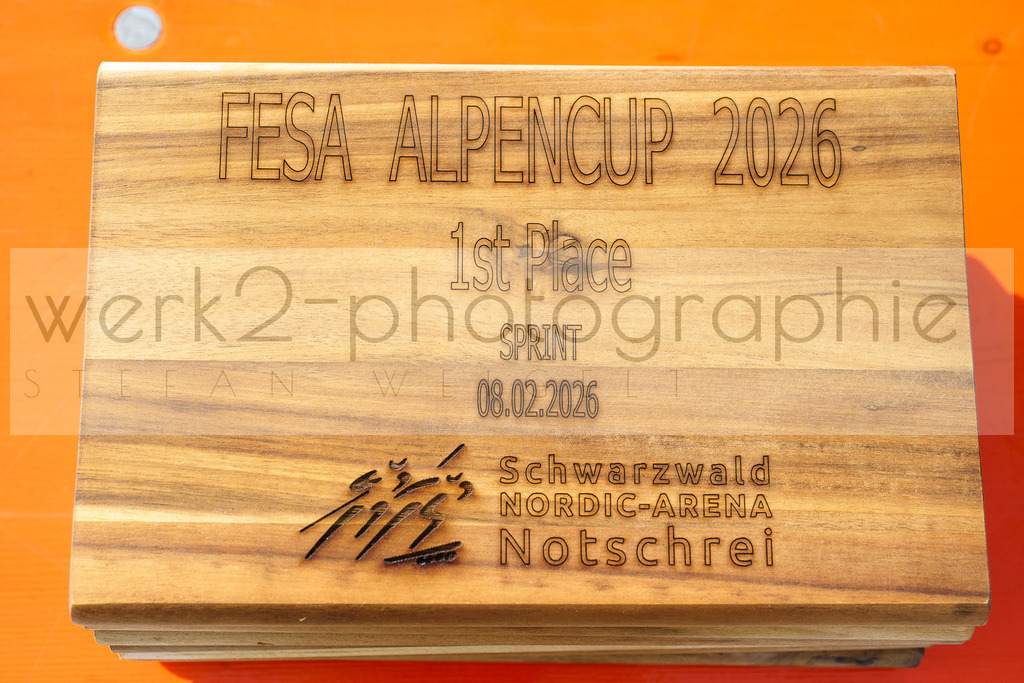 FESA ALPENCUP 2026
1st Place
werk2-photographie
SPRINT
STEFAN WEIGELT
08.02.2026
Schwarzwald
NORDIC-ARENA
Notschrei